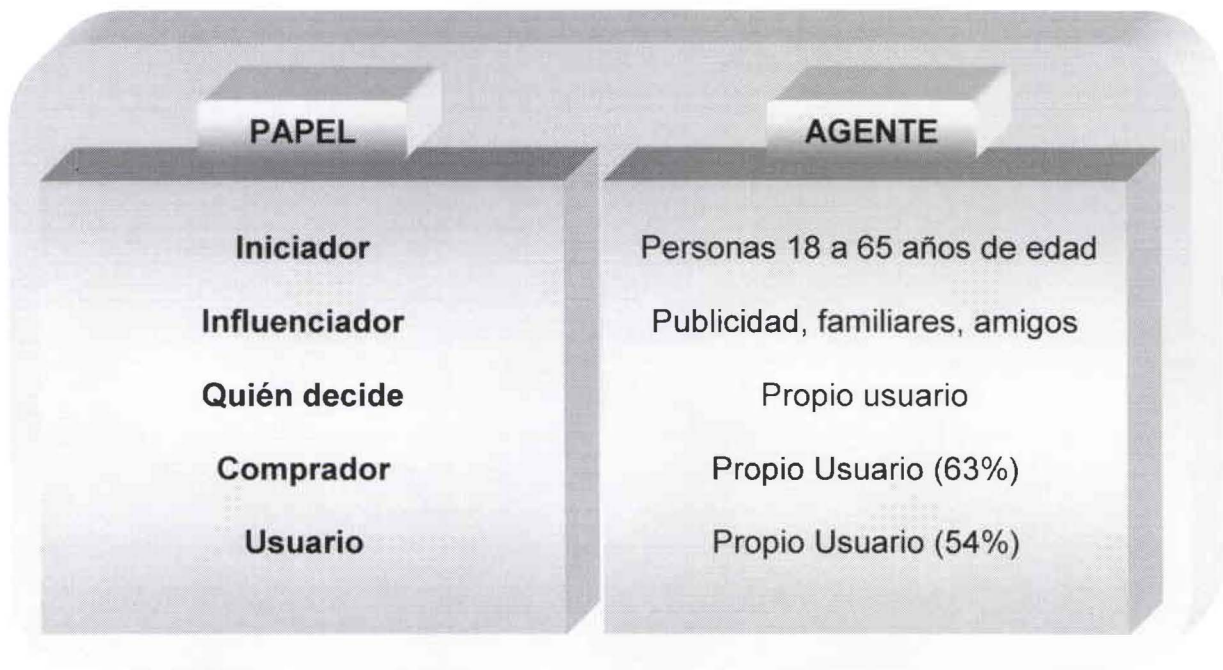 PAPEL AGENTE
Iniciador Personas 18 a 65 años de edad
Influenciador Publicidad, familiares, amigos
Quién decide Propio usuario
Comprador Propio Usuario (63%)
Usuario Propio Usuario (54%)